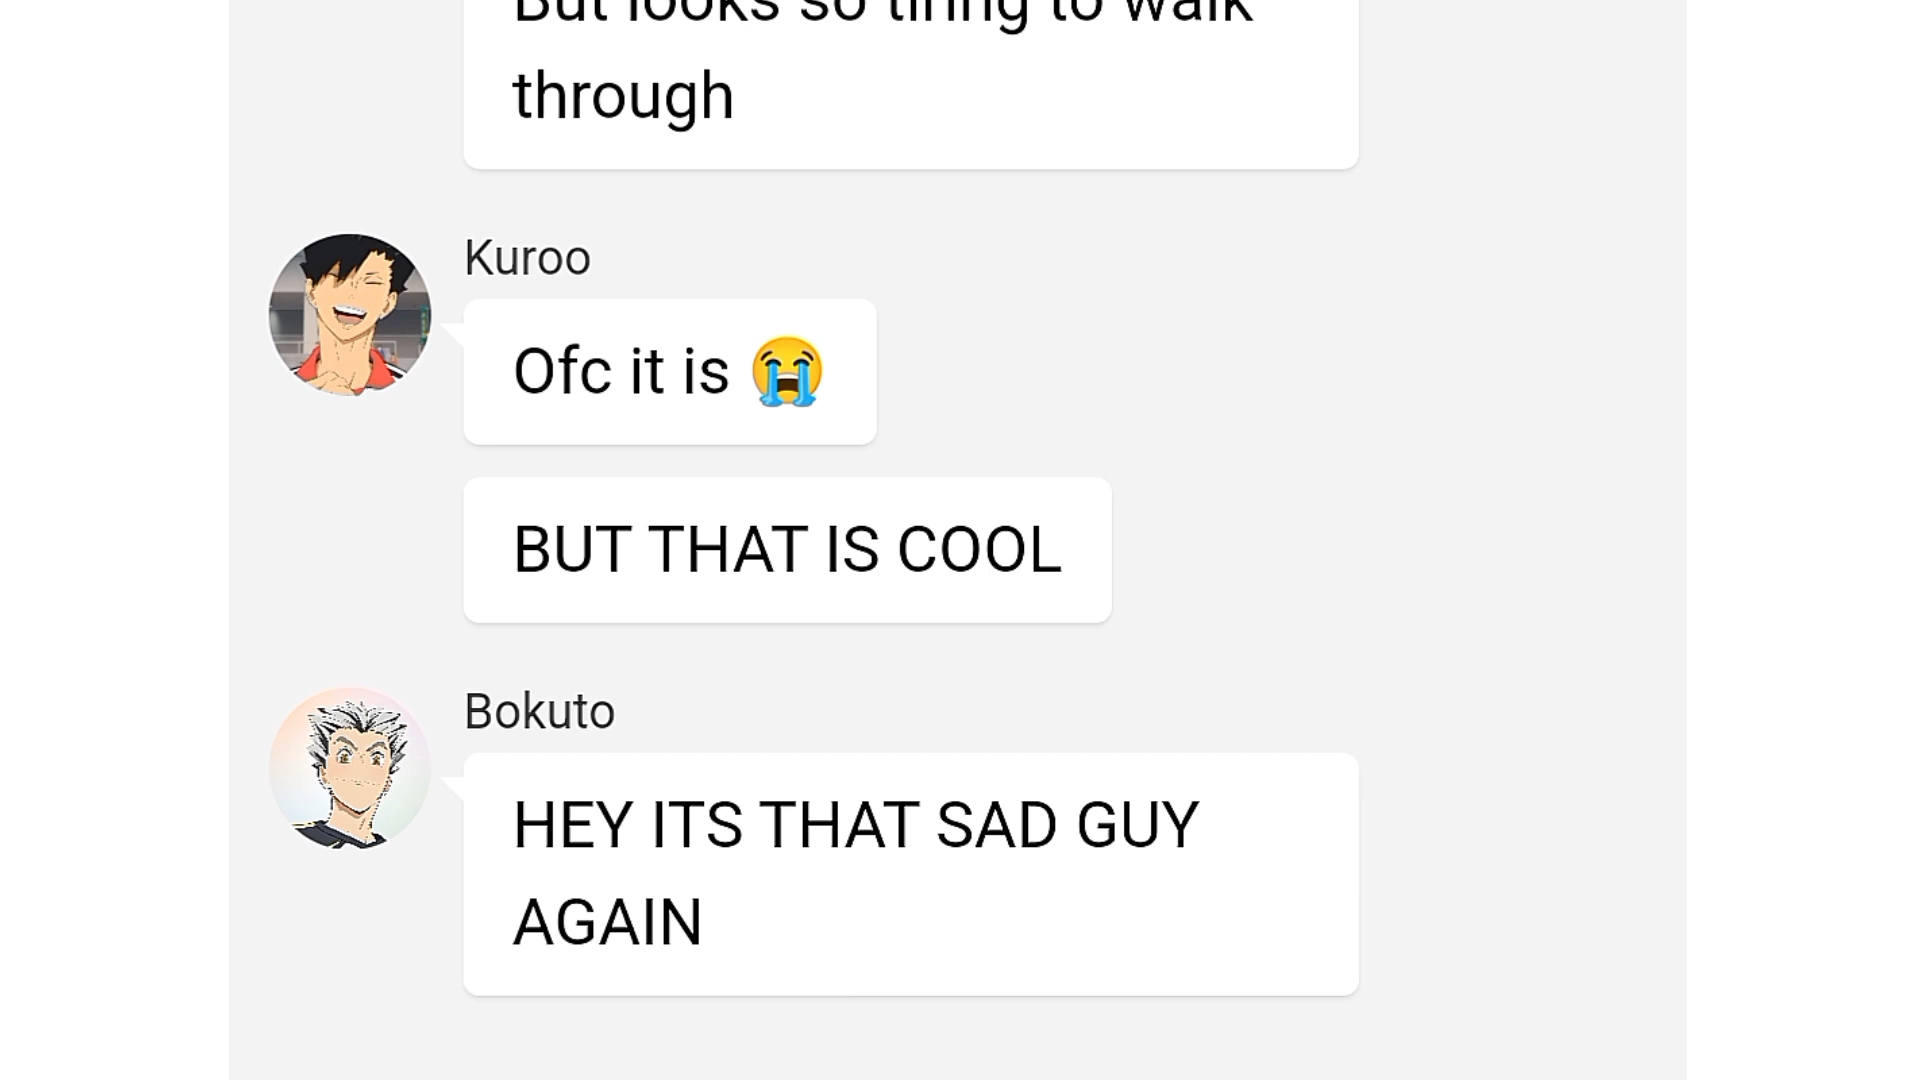 But looks so tiring to walk
through
Kuroo
Ofc it is 😭
BUT THAT IS COOL
Bokuto
HEY ITS THAT SAD GUY
AGAIN